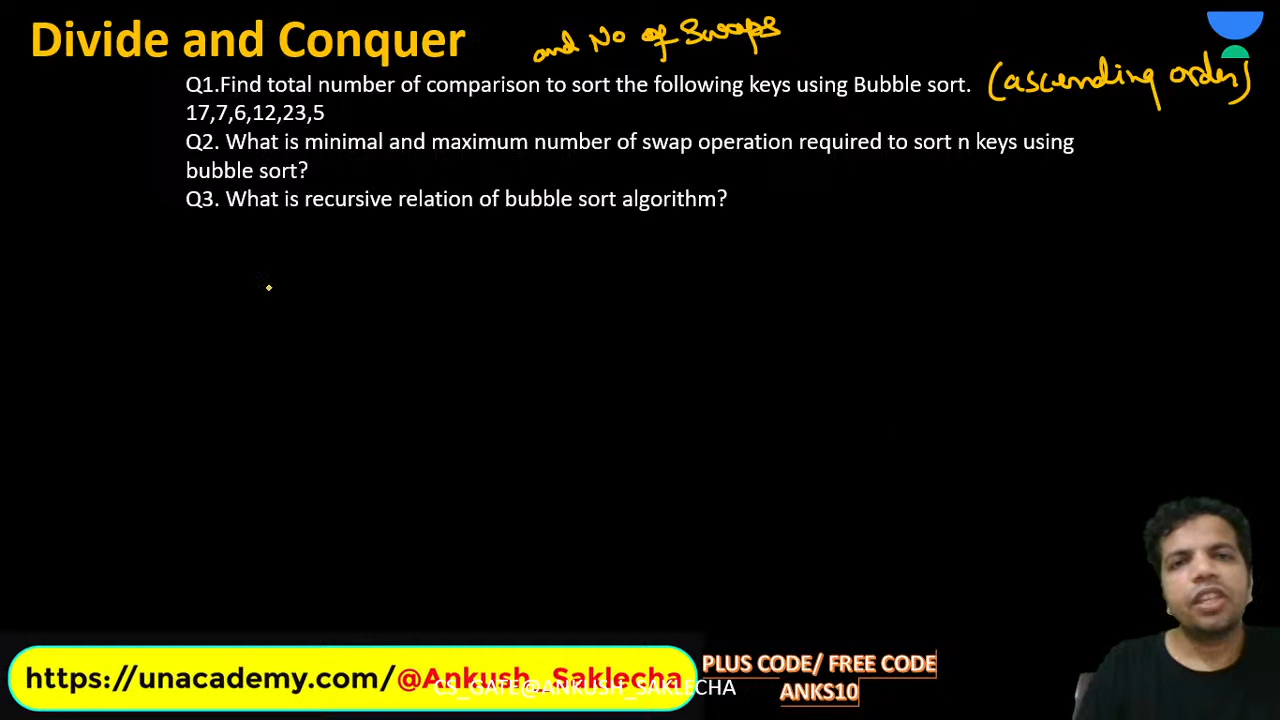 Divide and Conquer
and No of Swaps
Q1.Find total number of comparison to sort the following keys using Bubble sort. (ascending order)
17,7,6,12,23,5
Q2. What is minimal and maximum number of swap operation required to sort n keys using
bubble sort?
Q3. What is recursive relation of bubble sort algorithm?
https://unacademy.com/@Ankush_Saklecha
CS_GATE@ANKUSH_SAKLECHA
PLUS CODE/ FREE CODE
ANKS10